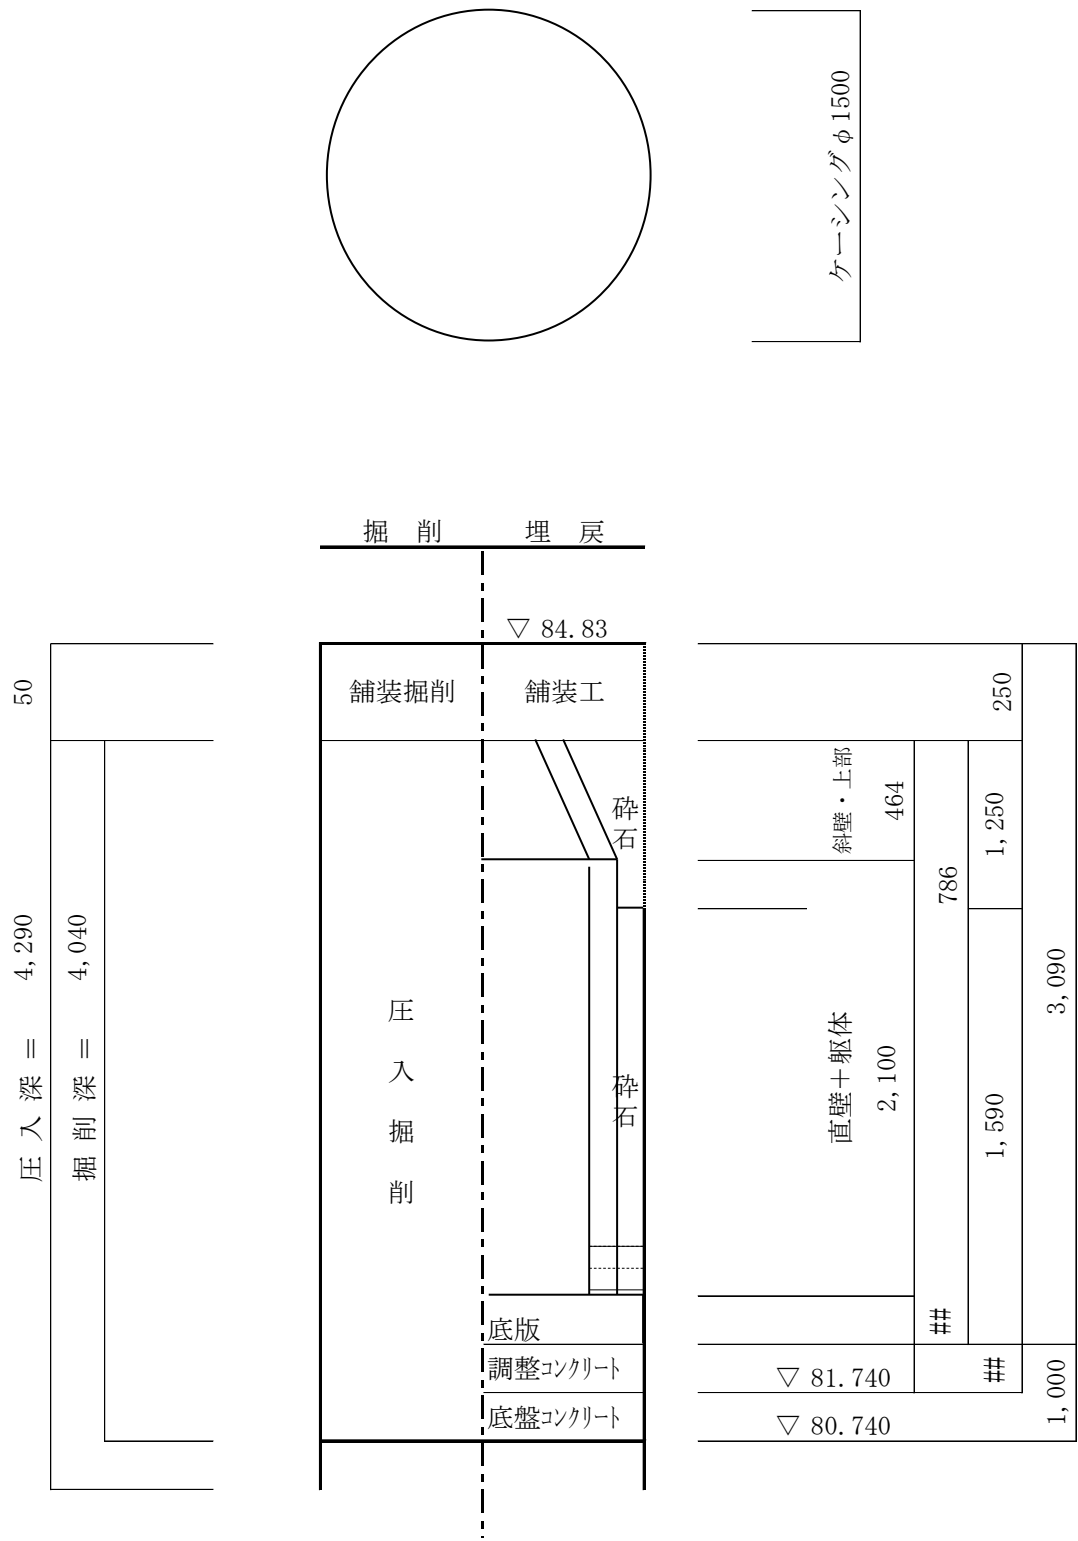 ケーシングφ1500
掘 削
埋 戻
▽ 84.83
50
舗装掘削
舗装工
250
斜壁・上部
464
砕石
1,250
786
圧 入 深 ＝ 4,290
掘 削 深 ＝ 4,040
3,090
圧入掘削
直壁＋躯体
2,100
砕石
1,590
底版
##
調整コンクリート
▽ 81.740
##
1,000
底盤コンクリート
▽ 80.740